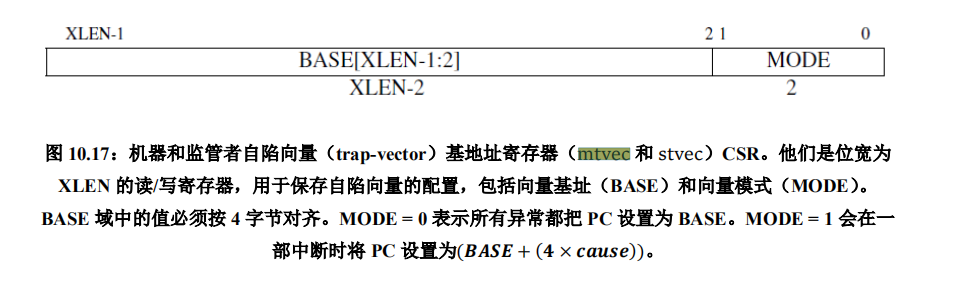 XLEN-1 2 1 0
BASE[XLEN-1:2] MODE
XLEN-2 2
图 10.17：机器和监管者自陷向量（trap-vector）基地址寄存器（mtvec 和 stvec）CSR。他们是位宽为
XLEN 的读/写寄存器，用于保存自陷向量的配置，包括向量基址（BASE）和向量模式（MODE）。
BASE 域中的值必须按 4 字节对齐。MODE = 0 表示所有异常都把 PC 设置为 BASE。MODE = 1 会在一
部中断时将 PC 设置为(BASE + (4 × cause))。